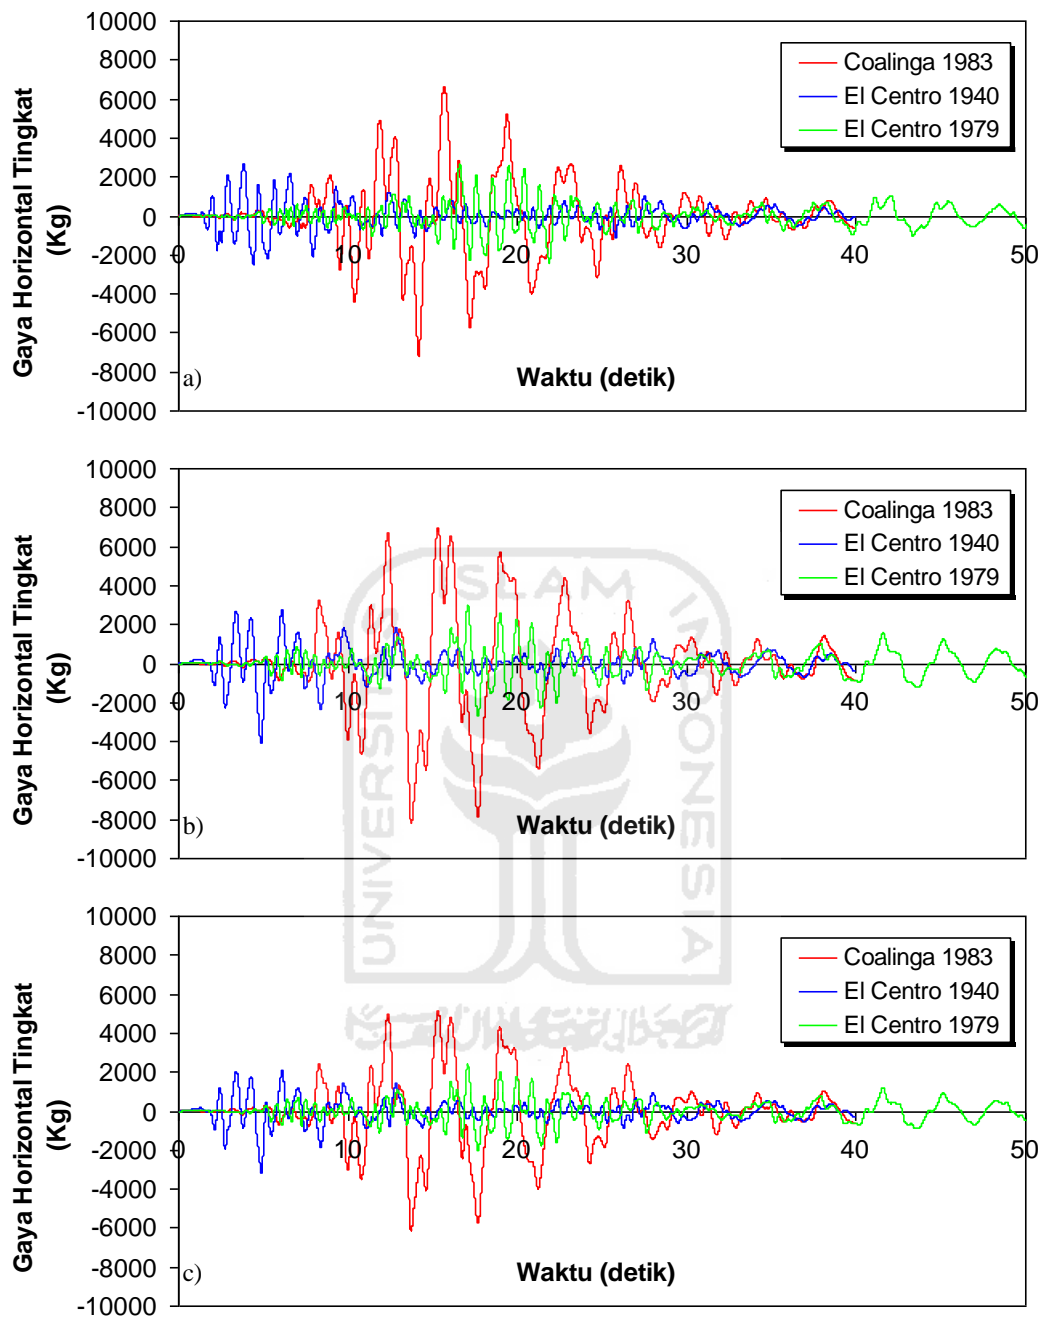 10000
8000
6000
4000
2000
0
-2000
-4000
-6000
-8000
-10000
Gaya Horizontal Tingkat
(Kg)
Coalinga 1983
El Centro 1940
El Centro 1979
0 10 20 30 40 50
a)
Waktu (detik)
10000
8000
6000
4000
2000
0
-2000
-4000
-6000
-8000
-10000
Gaya Horizontal Tingkat
(Kg)
Coalinga 1983
El Centro 1940
El Centro 1979
0 10 20 30 40 50
b)
Waktu (detik)
10000
8000
6000
4000
2000
0
-2000
-4000
-6000
-8000
-10000
Gaya Horizontal Tingkat
(Kg)
Coalinga 1983
El Centro 1940
El Centro 1979
0 10 20 30 40 50
c)
Waktu (detik)
UNIVERSITAS
ISLAM
INDONESIA